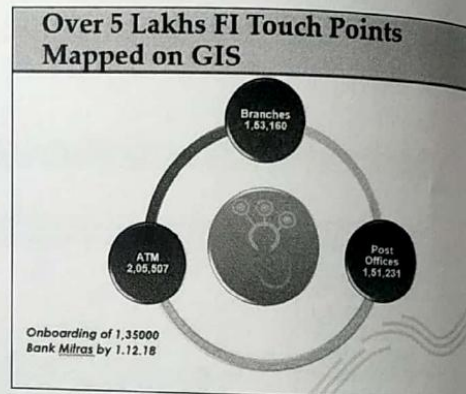 Over 5 Lakhs FI Touch Points
Mapped on GIS
Branches
1,53,160
ATM
2,05,507
Post
Offices
1,51,231
Onboarding of 1,35000
Bank Mitras by 1.12.18